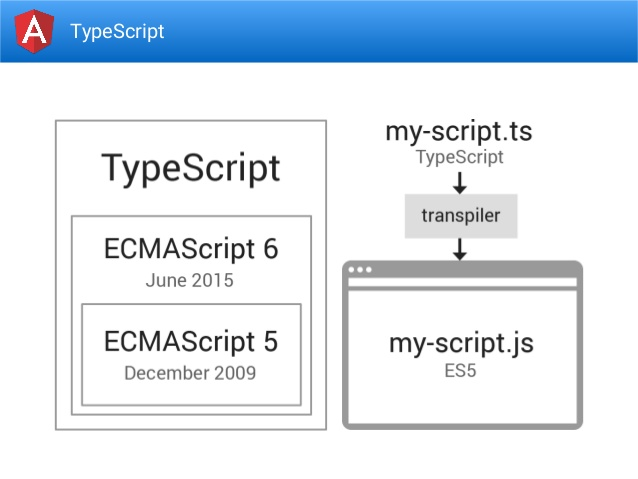 TypeScript
TypeScript
ECMAScript 6
June 2015
ECMAScript 5
December 2009
my-script.ts
TypeScript
transpiler
my-script.js
ES5